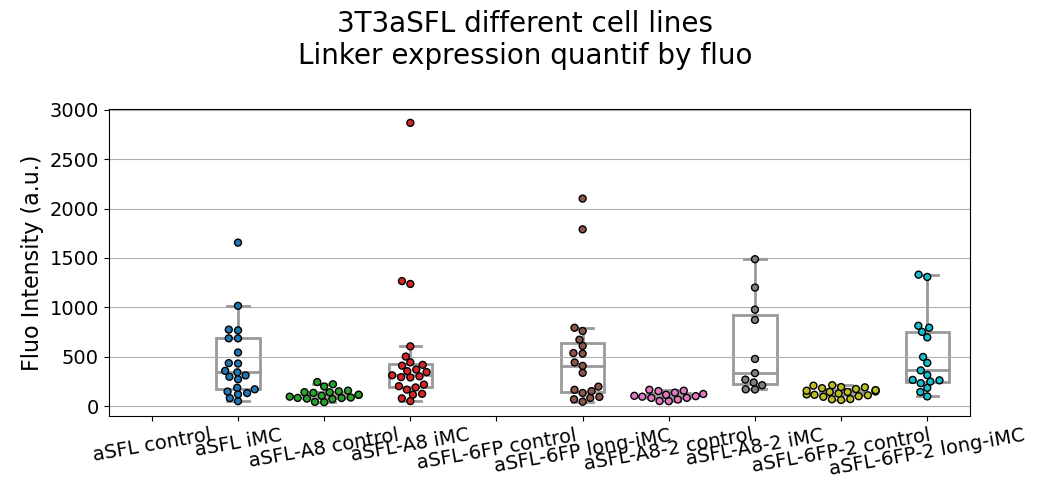 3T3aSFL different cell lines
Linker expression quantif by fluo
Fluo Intensity (a.u.)
3000
2500
2000
1500
1000
500
0
aSFL control
aSFL iMC
aSFL-A8 control
aSFL-A8 iMC
aSFL-6FP control
aSFL-6FP long-iMC
aSFL-A8-2 control
aSFL-A8-2 iMC
aSFL-6FP-2 control
aSFL-6FP-2 long-iMC